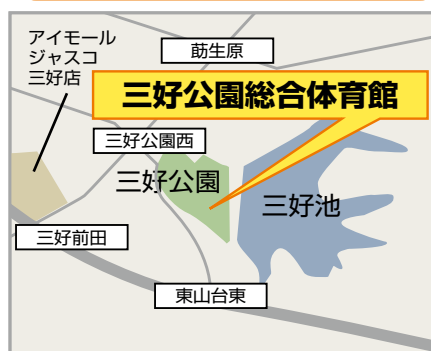 アイモール
ジャスコ
三好店
莇生原
三好公園総合体育館
三好公園西
三好公園
三好池
三好前田
東山台東